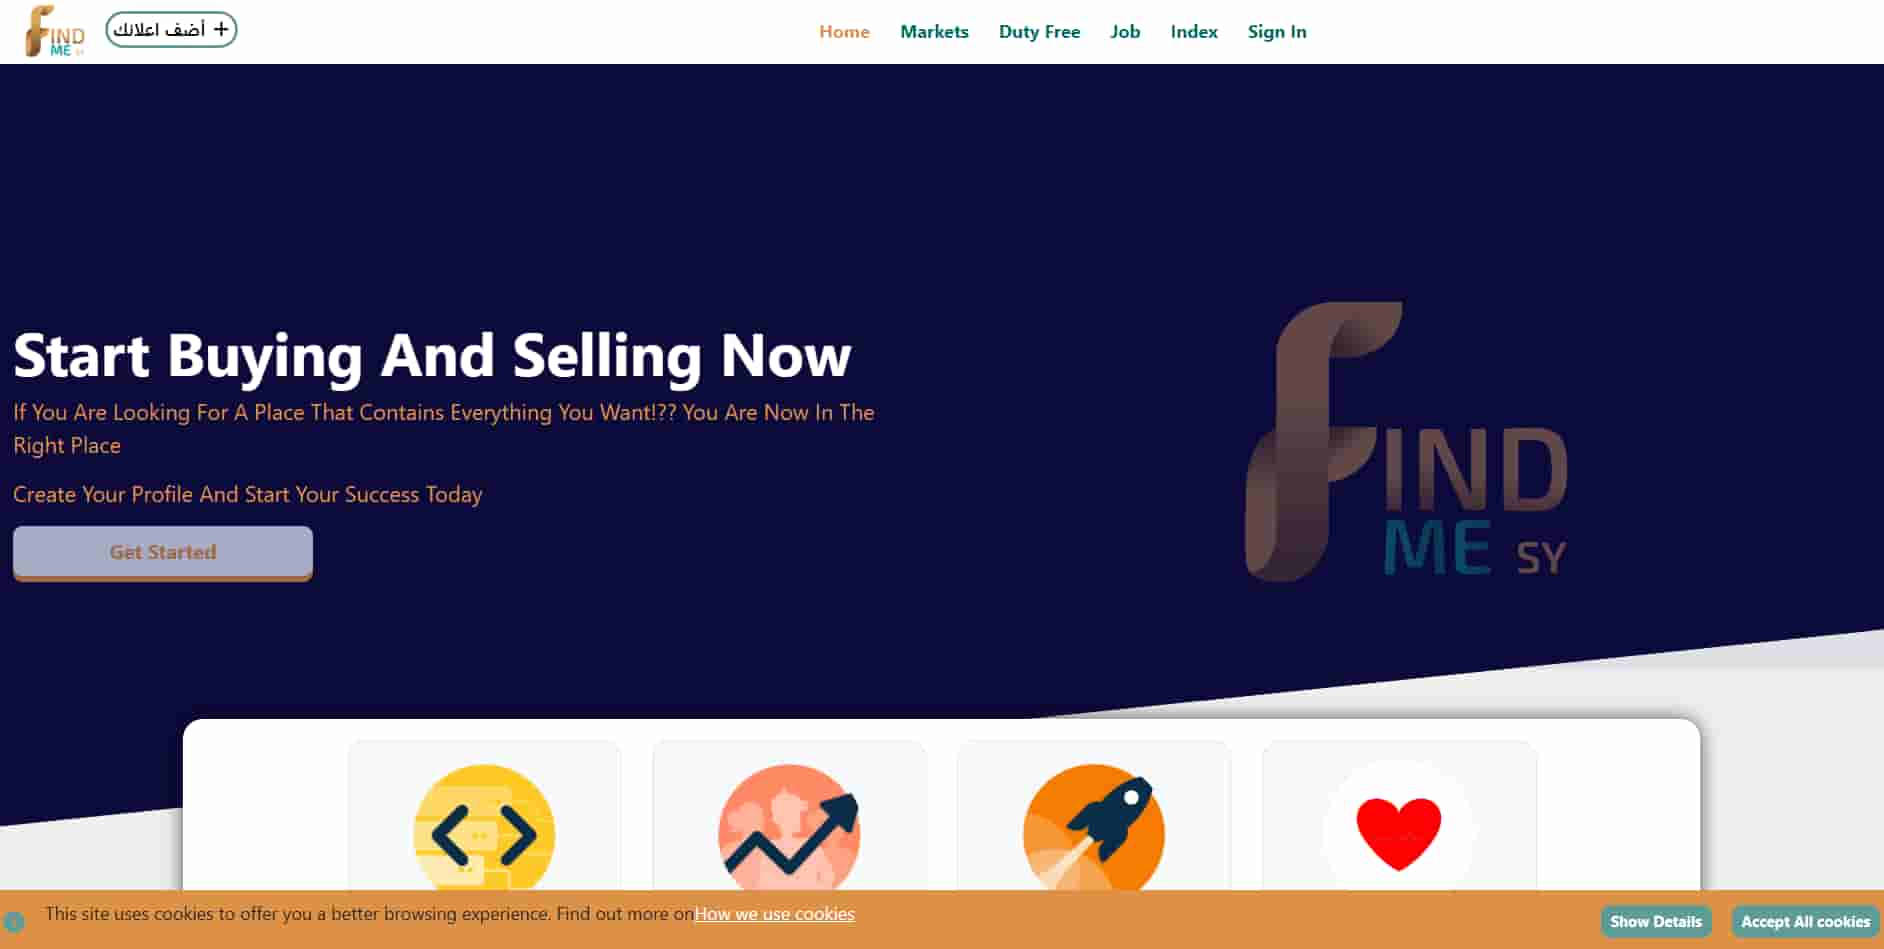 FIND
ME SY
أضف اعلانك +
Home
Markets
Duty Free
Job
Index
Sign In
Start Buying And Selling Now
If You Are Looking For A Place That Contains Everything You Want!?? You Are Now In The
Right Place
Create Your Profile And Start Your Success Today
Get Started
FIND
ME SY
This site uses cookies to offer you a better browsing experience. Find out more onHow we use cookies
Show Details
Accept All cookies